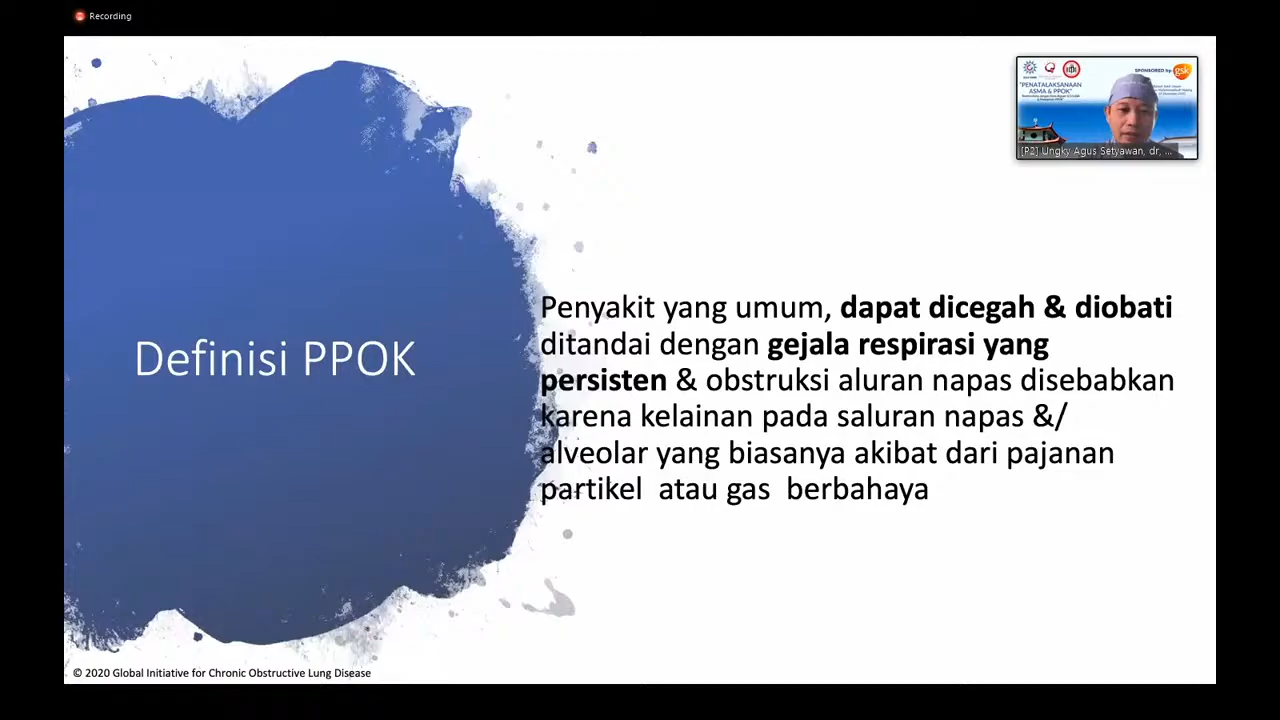 Recording
SPONSORED by gsk
"PENATALAKSANAAN
ASMA & PPOK"
[P2] Ungky Agus Setyawan, dr, ...
Definisi PPOK
Penyakit yang umum, dapat dicegah & diobati
ditandai dengan gejala respirasi yang
persisten & obstruksi aluran napas disebabkan
karena kelainan pada saluran napas &/
alveolar yang biasanya akibat dari pajanan
partikel atau gas berbahaya
© 2020 Global Initiative for Chronic Obstructive Lung Disease